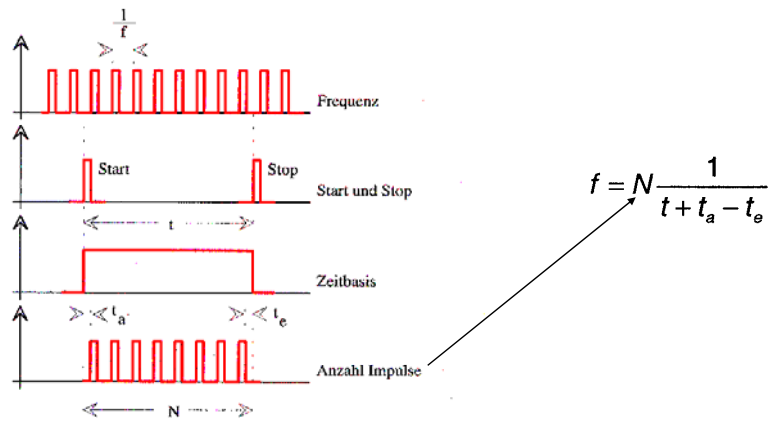 1
f
Frequenz
Start
Stop
Start und Stop
t
Zeitbasis
tₐ
tₑ
Anzahl Impulse
N
f = N 1 / (t + tₐ − tₑ)